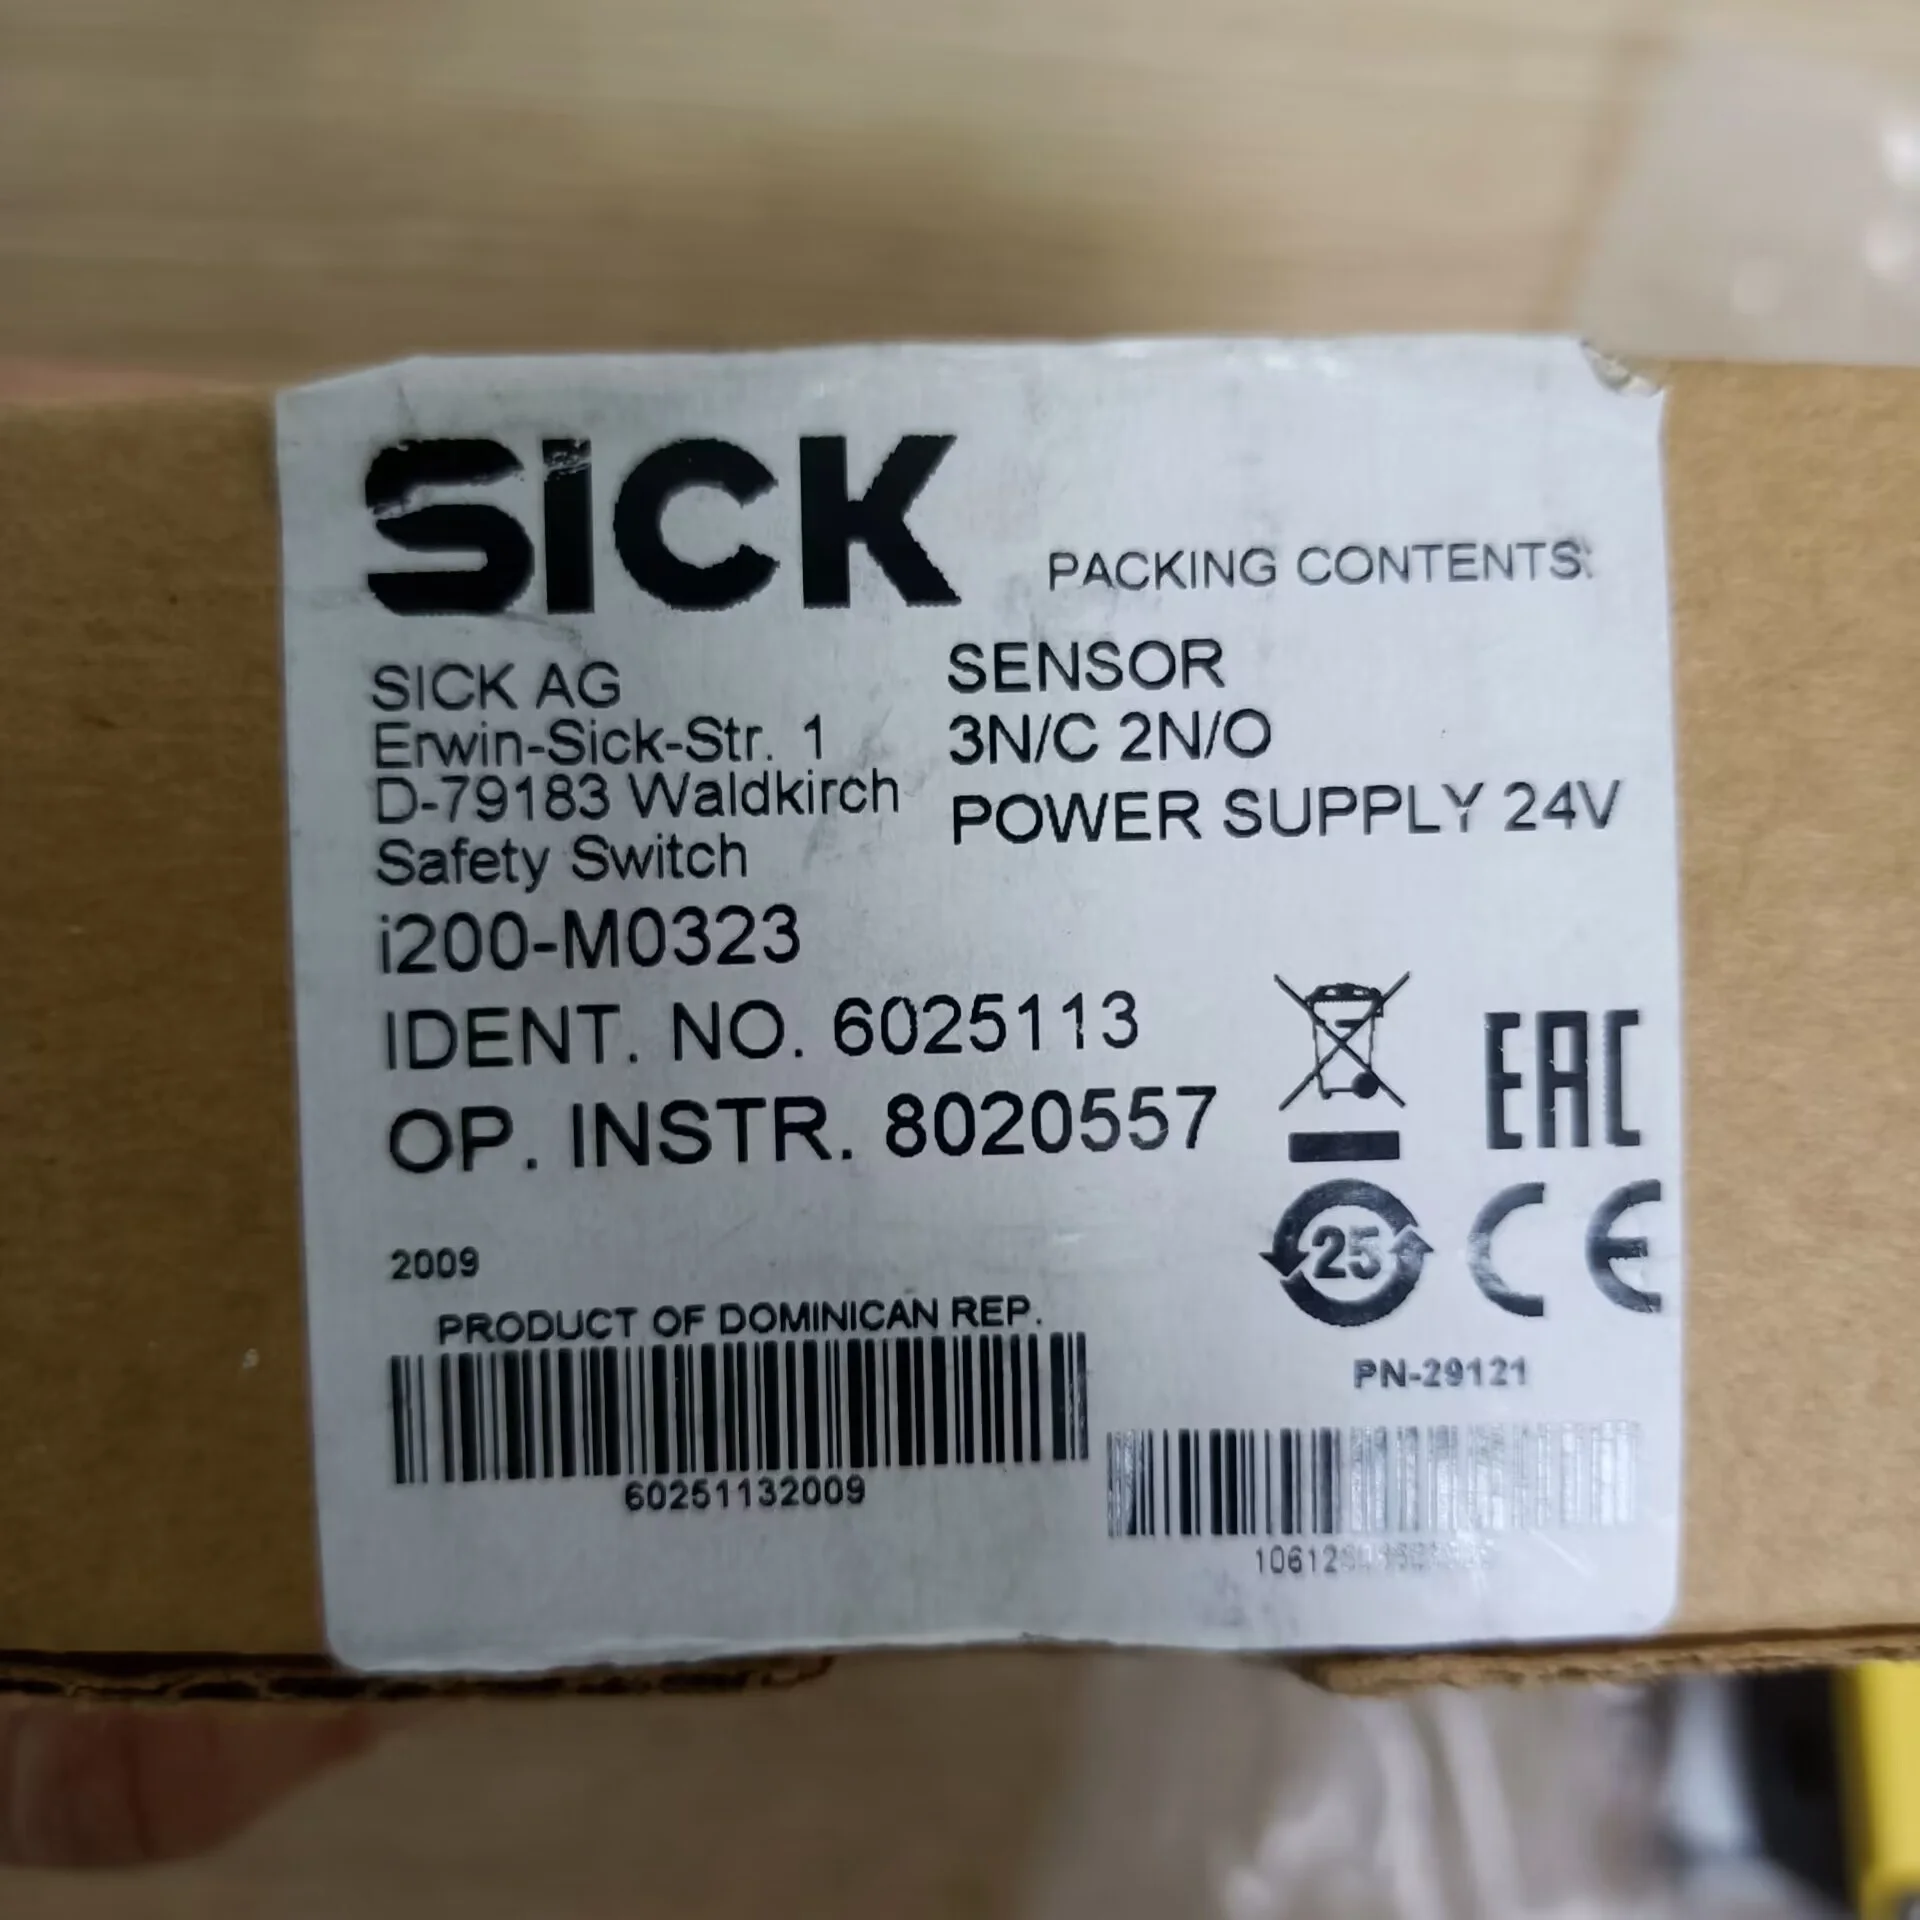 SICK
SICK AG
Erwin-Sick-Str. 1
D-79183 Waldkirch
Safety Switch
i200-M0323
IDENT. NO. 6025113
OP. INSTR. 8020557
PACKING CONTENTS:
SENSOR
3N/C 2N/O
POWER SUPPLY 24V
EAC
25
CE
2009
PRODUCT OF DOMINICAN REP.
60251132009
PN-29121